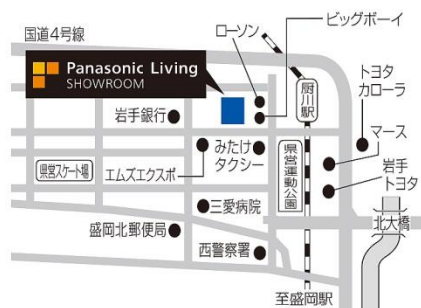 国道4号線
ローソン
ビッグボーイ
Panasonic Living
SHOWROOM
厨川駅
トヨタ
カローラ
岩手銀行
みたけ
タクシー
マース
県営スケート場
エムズエクスポ
県営運動公園
岩手
トヨタ
三愛病院
盛岡北郵便局
北大橋
西警察署
至盛岡駅